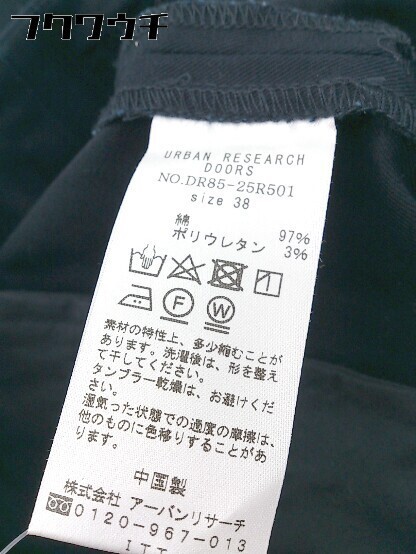 フクワウチ
URBAN RESEARCH
DOORS
NO.DR85-25R501
size 38
綿 97%
ポリウレタン 3%
F
W
素材の特性上、多少縮むことが
あります。洗濯後は、形を整え
て干してください。
タンブラー乾燥は、お避けくだ
さい。
湿気った状態での過度の摩擦は、
他のものに色移りすることがあ
ります。
中国製
株式会社 アーバンリサーチ
0120-967-013
ITT